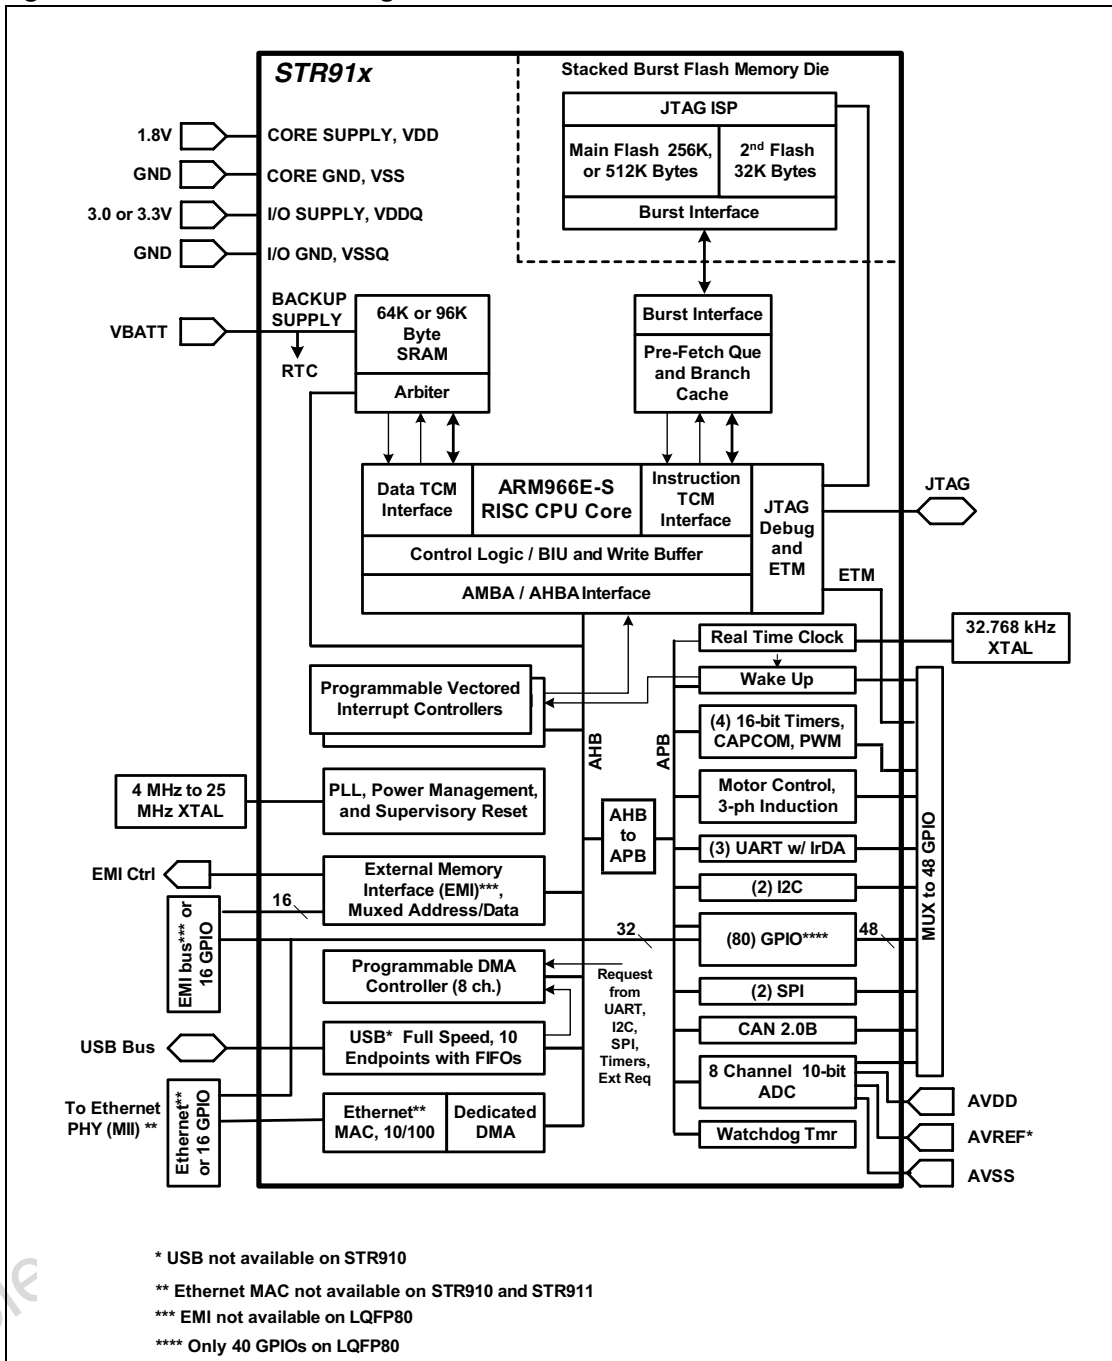 STR91x
Stacked Burst Flash Memory Die
JTAG ISP
Main Flash 256K,
or 512K Bytes
2nd Flash
32K Bytes
Burst Interface
1.8V
CORE SUPPLY, VDD
GND
CORE GND, VSS
3.0 or 3.3V
I/O SUPPLY, VDDQ
GND
I/O GND, VSSQ
BACKUP
SUPPLY
VBATT
RTC
64K or 96K
Byte
SRAM
Arbiter
Burst Interface
Pre-Fetch Que
and Branch
Cache
Data TCM
Interface
ARM966E-S
RISC CPU Core
Instruction
TCM
Interface
JTAG
Debug
and
ETM
JTAG
ETM
Control Logic / BIU and Write Buffer
AMBA / AHBA Interface
Real Time Clock
32.768 kHz
XTAL
Wake Up
Programmable Vectored
Interrupt Controllers
(4) 16-bit Timers,
CAPCOM, PWM
AHB
APB
4 MHz to 25
MHz XTAL
PLL, Power Management,
and Supervisory Reset
Motor Control,
3-ph Induction
AHB
to
APB
(3) UART w/ IrDA
MUX to 48 GPIO
EMI Ctrl
External Memory
Interface (EMI)***,
Muxed Address/Data
(2) I2C
16
EMI bus*** or
16 GPIO
32
(80) GPIO****
48
Programmable DMA
Controller (8 ch.)
Request
from
UART,
I2C,
SPI,
Timers,
Ext Req
(2) SPI
USB Bus
USB* Full Speed, 10
Endpoints with FIFOs
CAN 2.0B
8 Channel 10-bit
ADC
To Ethernet
PHY (MII) **
Ethernet**
or 16 GPIO
Ethernet**
MAC, 10/100
Dedicated
DMA
Watchdog Tmr
AVDD
AVREF*
AVSS
* USB not available on STR910
** Ethernet MAC not available on STR910 and STR911
*** EMI not available on LQFP80
**** Only 40 GPIOs on LQFP80